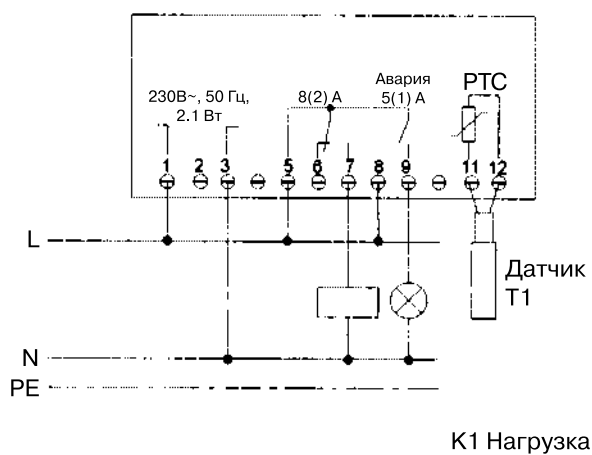 Авария
PTC
230В~, 50 Гц,
2.1 Вт
8(2) А
5(1) А
1 2 3 5 6 7 8 9 11 12
L
Датчик
T1
N
PE
К1 Нагрузка